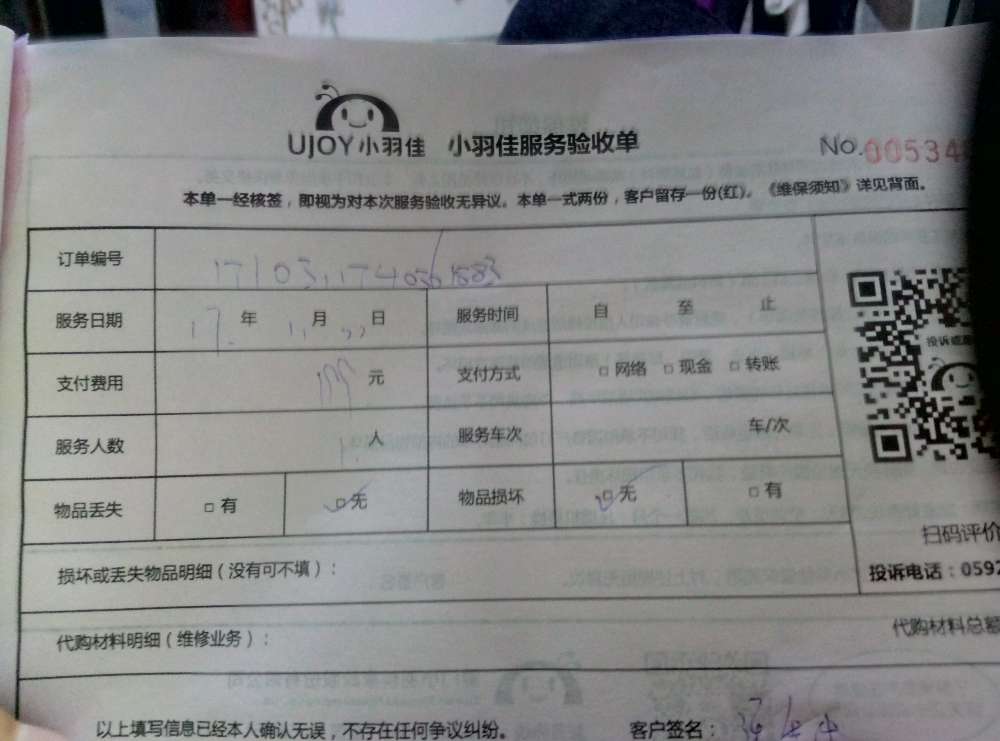 UJOY小羽佳 小羽佳服务验收单 No.00534
本单一经核签，即视为对本次服务验收无异议。本单一式两份，客户留存一份(红)。《维保须知》详见背面。
订单编号
服务日期 17. 年 月 日 服务时间 自 至 止
支付费用 元 支付方式 □网络 □现金 □转账
服务人数 人 服务车次 车/次
物品丢失 □有 □无 物品损坏 □无 □有
投诉或
扫码评价
损坏或丢失物品明细（没有可不填）：
投诉电话：0592
代购材料明细（维修业务）：
代购材料总额
以上填写信息已经本人确认无误，不存在任何争议纠纷。 客户签名：